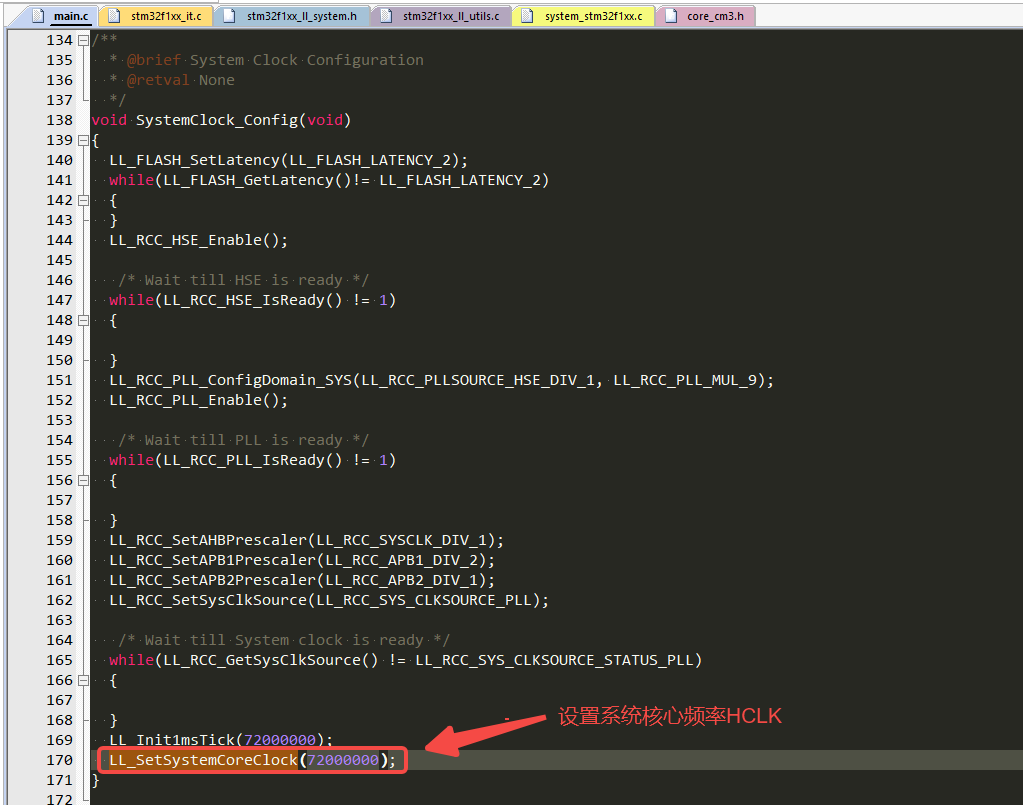 main.c stm32f1xx_it.c stm32f1xx_ll_system.h stm32f1xx_ll_utils.c system_stm32f1xx.c core_cm3.h
134 /**
135 * @brief System Clock Configuration
136 * @retval None
137 */
138 void SystemClock_Config(void)
139 {
140 LL_FLASH_SetLatency(LL_FLASH_LATENCY_2);
141 while(LL_FLASH_GetLatency()!= LL_FLASH_LATENCY_2)
142 {
143 }
144 LL_RCC_HSE_Enable();
145
146 /* Wait till HSE is ready */
147 while(LL_RCC_HSE_IsReady() != 1)
148 {
149
150 }
151 LL_RCC_PLL_ConfigDomain_SYS(LL_RCC_PLLSOURCE_HSE_DIV_1, LL_RCC_PLL_MUL_9);
152 LL_RCC_PLL_Enable();
153
154 /* Wait till PLL is ready */
155 while(LL_RCC_PLL_IsReady() != 1)
156 {
157
158 }
159 LL_RCC_SetAHBPrescaler(LL_RCC_SYSCLK_DIV_1);
160 LL_RCC_SetAPB1Prescaler(LL_RCC_APB1_DIV_2);
161 LL_RCC_SetAPB2Prescaler(LL_RCC_APB2_DIV_1);
162 LL_RCC_SetSysClkSource(LL_RCC_SYS_CLKSOURCE_PLL);
163
164 /* Wait till System clock is ready */
165 while(LL_RCC_GetSysClkSource() != LL_RCC_SYS_CLKSOURCE_STATUS_PLL)
166 {
167
168 }
设置系统核心频率HCLK
169 LL_Init1msTick(72000000);
170 LL_SetSystemCoreClock(72000000);
171 }
172